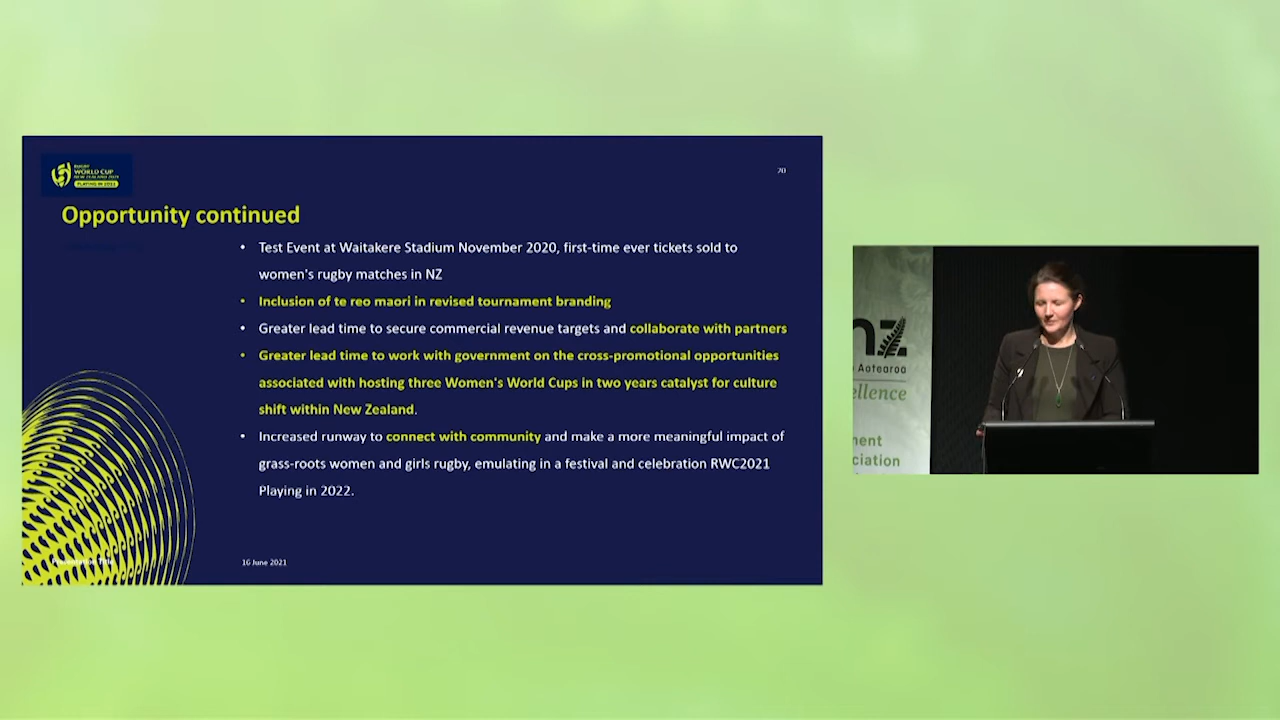 RUGBY
WORLD CUP
NEW ZEALAND 2021
PLAYING IN 2022
20
Opportunity continued
• Test Event at Waitakere Stadium November 2020, first-time ever tickets sold to
women's rugby matches in NZ
• Inclusion of te reo maori in revised tournament branding
• Greater lead time to secure commercial revenue targets and collaborate with partners
• Greater lead time to work with government on the cross-promotional opportunities
associated with hosting three Women's World Cups in two years catalyst for culture
shift within New Zealand.
• Increased runway to connect with community and make a more meaningful impact of
grass-roots women and girls rugby, emulating in a festival and celebration RWC2021
Playing in 2022.
Presentation Title
16 June 2021
nz
Aotearoa
ellence
ment
ciation